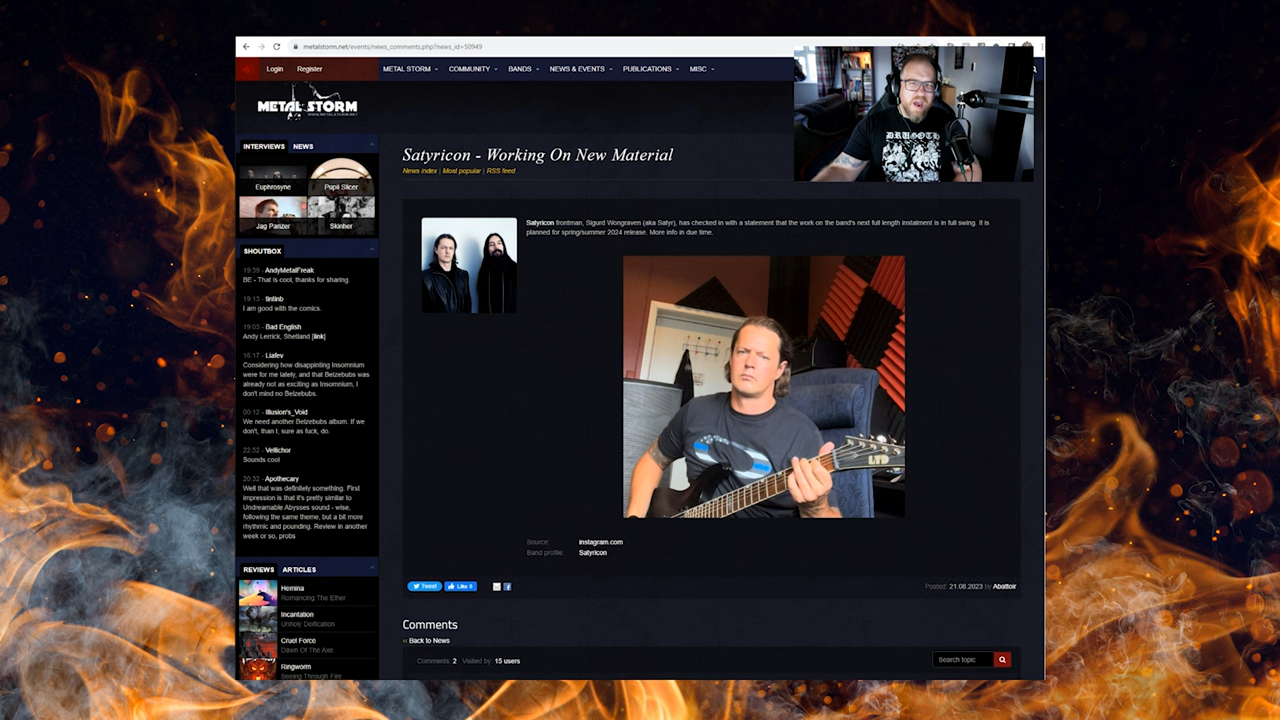 metalstorm.net/events/news_comments.php?news_id=50949
Login Register
METAL STORM COMMUNITY BANDS NEWS & EVENTS PUBLICATIONS MISC
METAL STORM
WWW.METALSTORM.NET
DRUGOTH
INTERVIEWS NEWS
Euphrosyne Pupil Slicer
Jag Panzer Skinher
SHOUTBOX
19:59 - AndyMetalFreak
BE - That is cool, thanks for sharing.
19:15 - tintinb
I am good with the comics.
19:05 - Bad English
Andy Lerrick, Shetland [link]
16:17 - Liafev
Considering how disappinting Insomnium
were for me lately, and that Belzebubs was
already not as exciting as Insomnium, I
don't mind no Belzebubs.
00:12 - Illusion's_Void
We need another Belzebubs album. If we
don't, than I, sure as fuck, do.
22:52 - Vellichor
Sounds cool
20:32 - Apothecary
Well that was definitely something. First
impression is that it's pretty similar to
Undreamable Abysses sound - wise,
following the same theme, but a bit more
rhythmic and pounding. Review in another
week or so, probs
REVIEWS ARTICLES
Hemina
Romancing The Ether
Incantation
Unholy Deification
Cruel Force
Dawn Of The Axe
Ringworm
Seeing Through Fire
Satyricon - Working On New Material
News index | Most popular | RSS feed
Satyricon frontman, Sigurd Wongraven (aka Satyr), has checked in with a statement that the work on the band's next full length instalment is in full swing. It is
planned for spring/summer 2024 release. More info in due time.
LTD
Source: instagram.com
Band profile: Satyricon
Tweet Like 0
Posted: 21.08.2023 by Abattoir
Comments
‹‹ Back to News
Comments: 2 Visited by: 15 users
Search topic